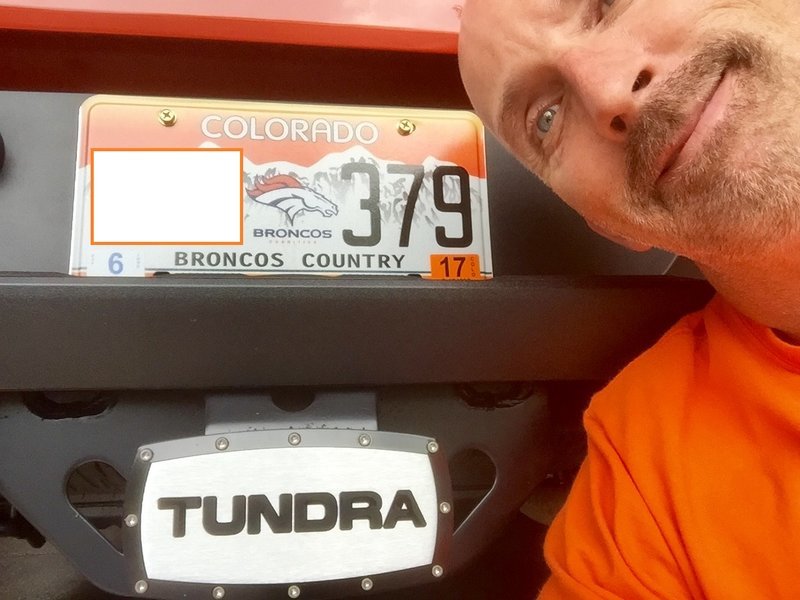 COLORADO
379
BRONCOS
6
BRONCOS COUNTRY
17
TUNDRA